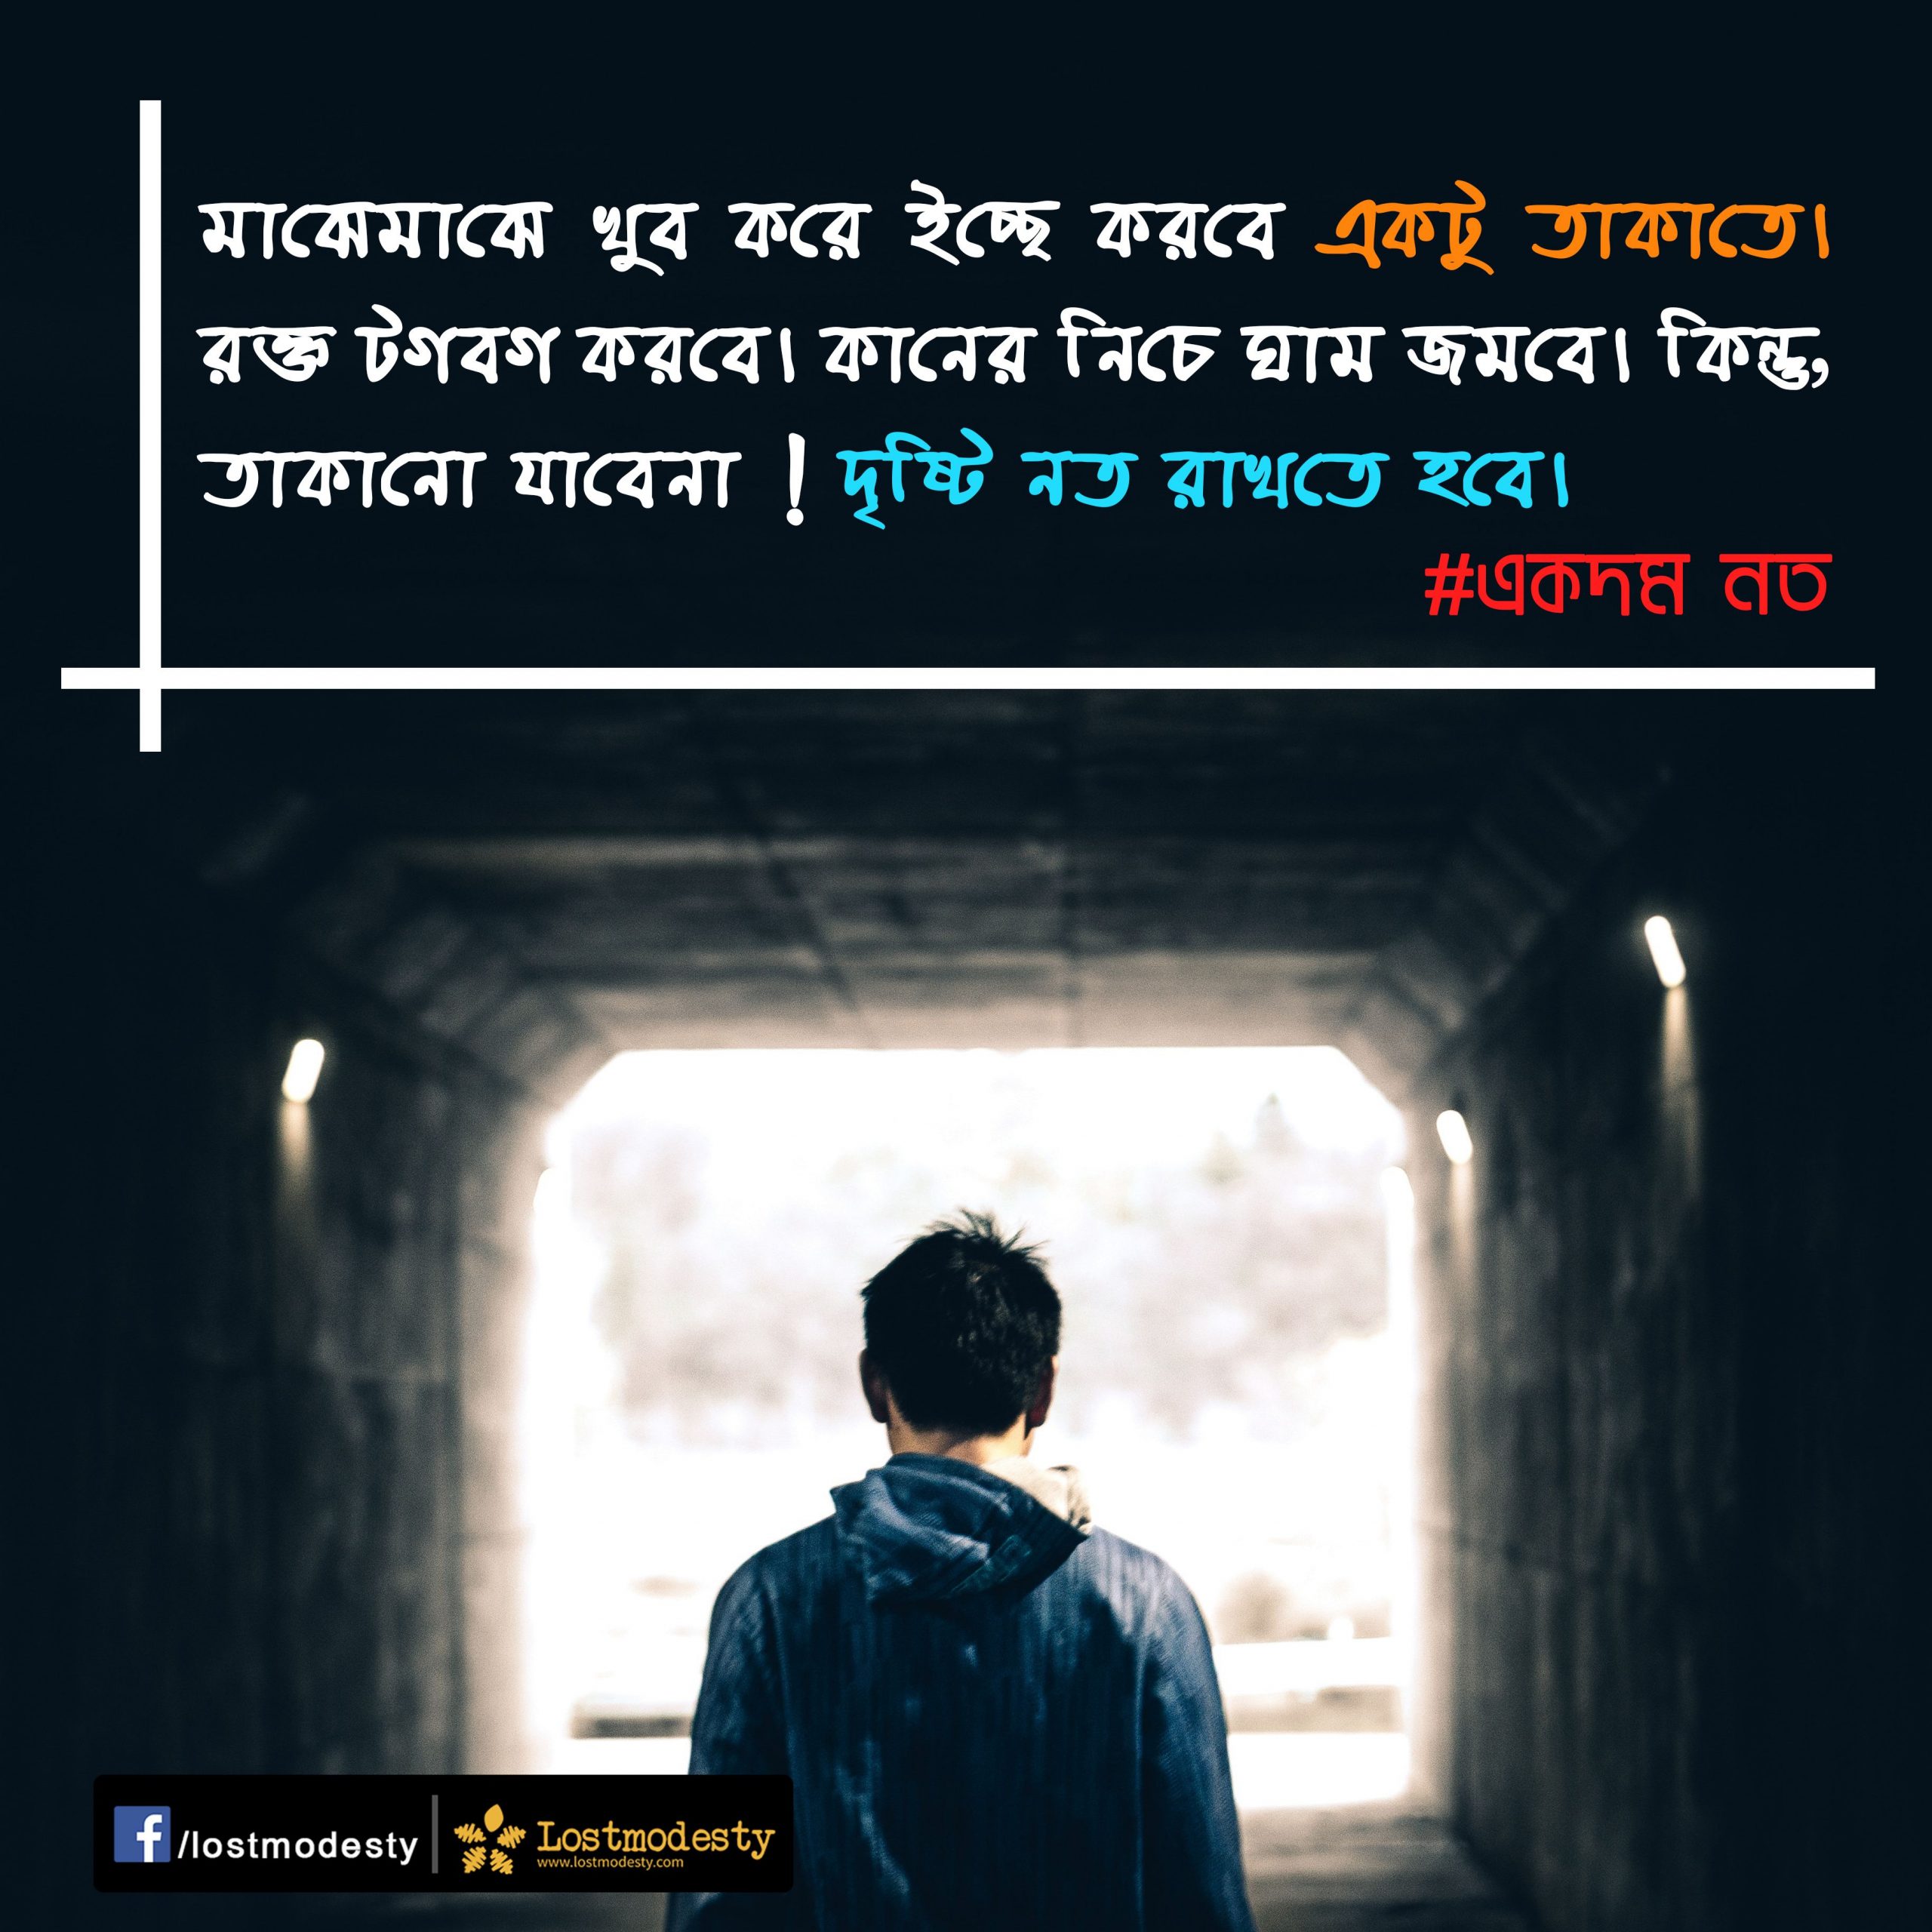 মাঝেমাঝে খুব করে ইচ্ছে করবে একটু তাকাতে।
রক্ত টগবগ করবে। কানের নিচে ঘাম জমবে। কিন্তু,
তাকানো যাবেনা ! দৃষ্টি নত রাখতে হবে।
#একদম নত
f/lostmodesty
Lostmodesty
www.lostmodesty.com